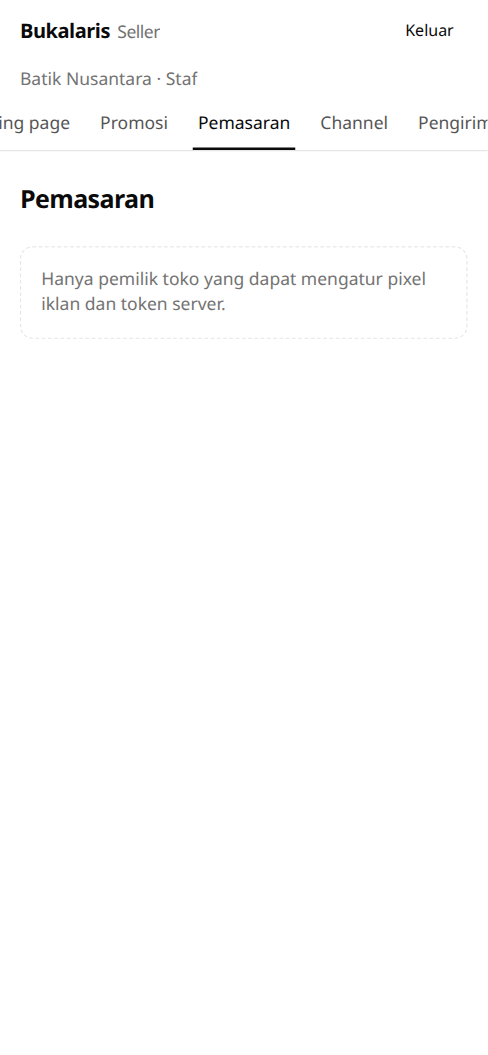 Bukalaris Seller
Keluar
Batik Nusantara · Staf
ing page Promosi Pemasaran Channel Pengirim
Pemasaran
Hanya pemilik toko yang dapat mengatur pixel
iklan dan token server.